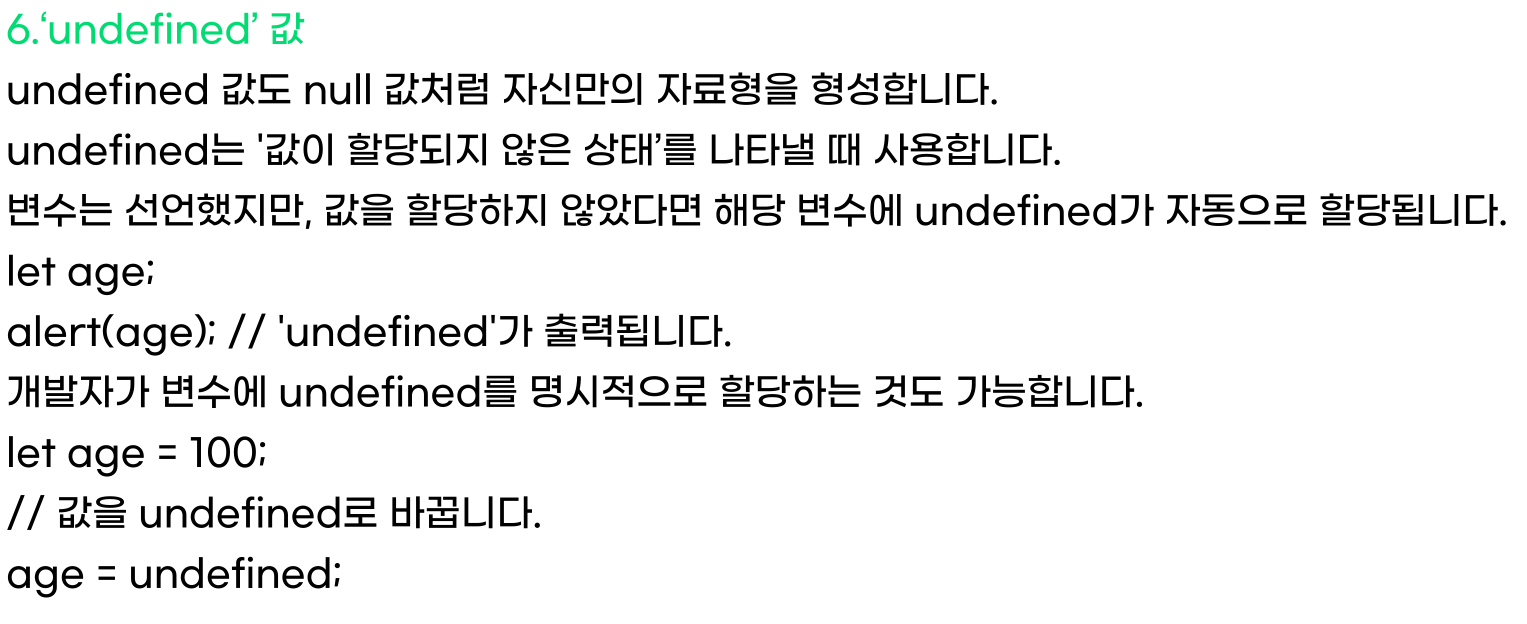 6.‘undefined’ 값
undefined 값도 null 값처럼 자신만의 자료형을 형성합니다.
undefined는 '값이 할당되지 않은 상태’를 나타낼 때 사용합니다.
변수는 선언했지만, 값을 할당하지 않았다면 해당 변수에 undefined가 자동으로 할당됩니다.
let age;
alert(age); // 'undefined'가 출력됩니다.
개발자가 변수에 undefined를 명시적으로 할당하는 것도 가능합니다.
let age = 100;
// 값을 undefined로 바꿉니다.
age = undefined;